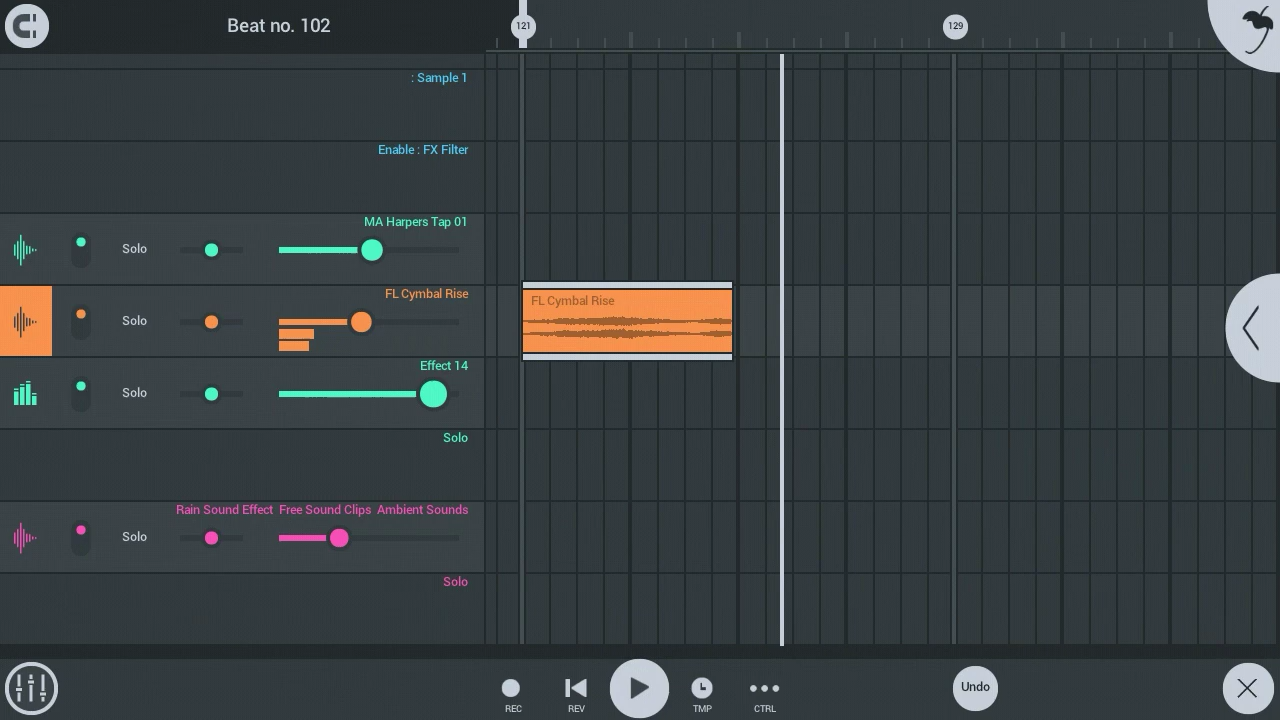 Beat no. 102
121
129
: Sample 1
Enable : FX Filter
MA Harpers Tap 01
Solo
FL Cymbal Rise
Solo
FL Cymbal Rise
Effect 14
Solo
Solo
Rain Sound Effect  Free Sound Clips  Ambient Sounds
Solo
Solo
REC
REV
TMP
CTRL
Undo